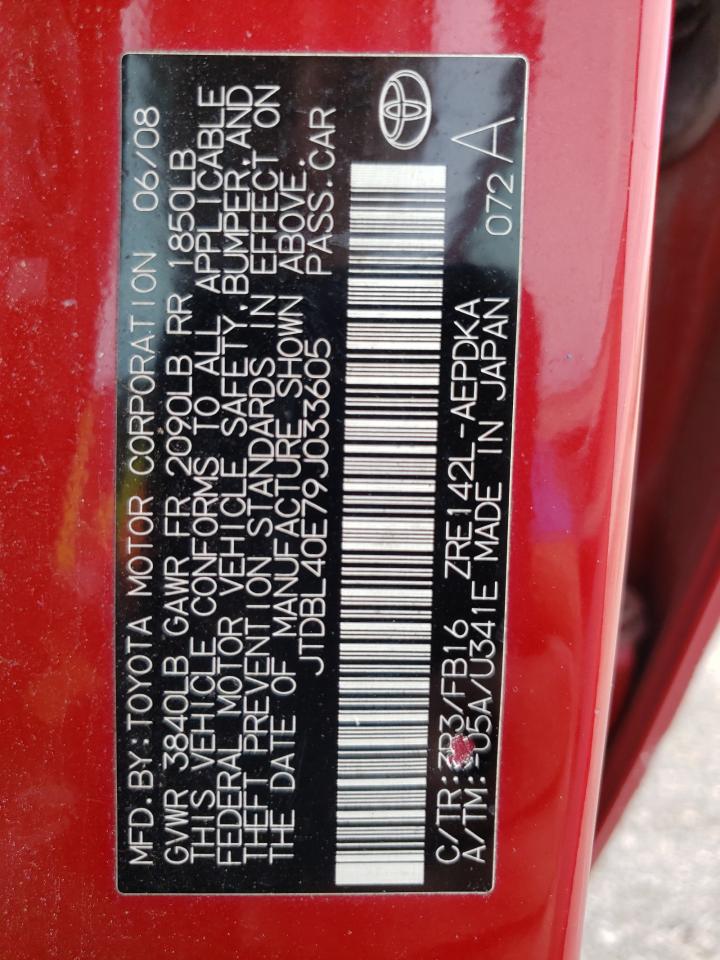 MFD.BY:TOYOTA MOTOR CORPORATION 06/08
GVWR 3840LB GAWR FR 2090LB RR 1850LB
THIS VEHICLE CONFORMS TO ALL APPLICABLE
FEDERAL MOTOR VEHICLE SAFETY,BUMPER,AND
THEFT PREVENTION STANDARDS IN EFFECT ON
THE DATE OF MANUFACTURE SHOWN ABOVE.
JTDBL40E79J033605 PASS.CAR
C/TR:3R3/FB16 ZRE142L-AEPDKA
A/TM:-05A/U341E MADE IN JAPAN
072 A